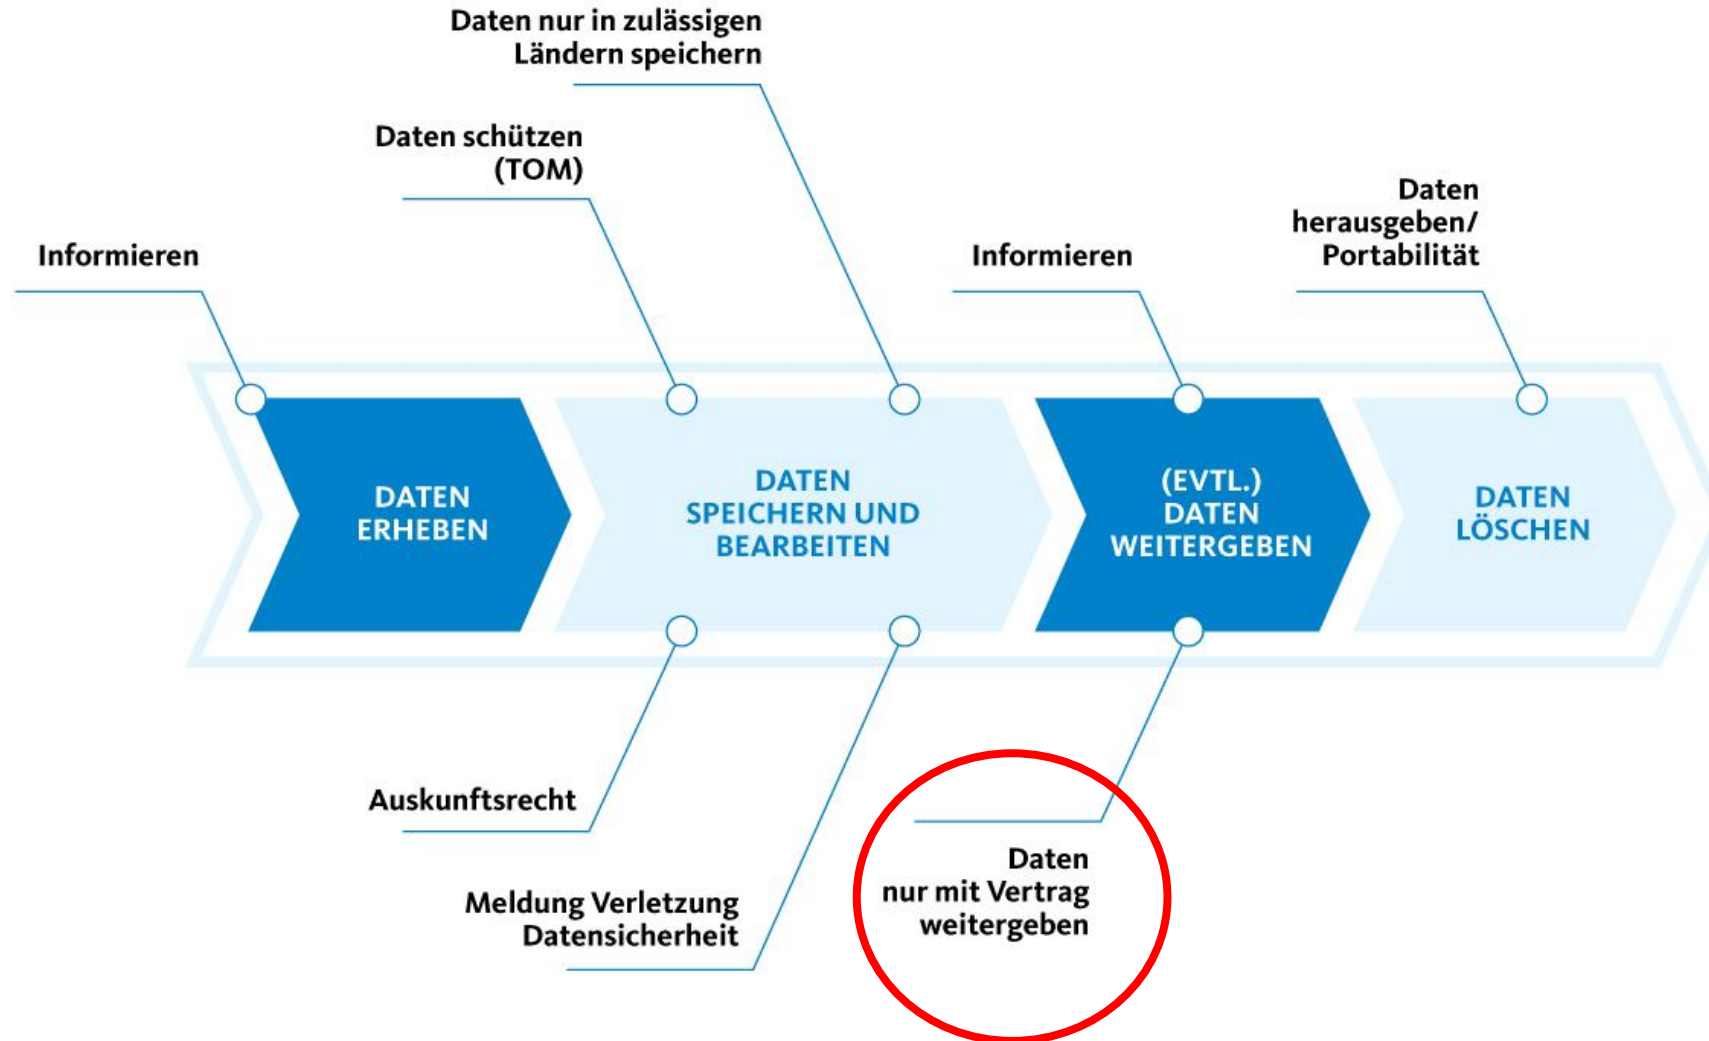 Daten nur in zulässigen
Ländern speichern
Daten schützen
(TOM)
Informieren
Informieren
Daten
herausgeben/
Portabilität
DATEN
ERHEBEN
DATEN
SPEICHERN UND
BEARBEITEN
(EVTL.)
DATEN
WEITERGEBEN
DATEN
LÖSCHEN
Auskunftsrecht
Meldung Verletzung
Datensicherheit
Daten
nur mit Vertrag
weitergeben